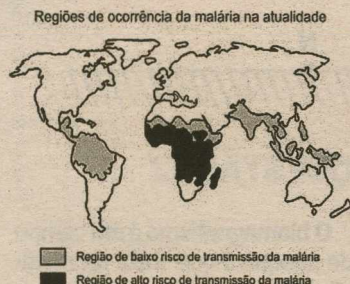 Regiões de ocorrência da malária na atualidade
Região de baixo risco de transmissão da malária
Região de alto risco de transmissão da malária